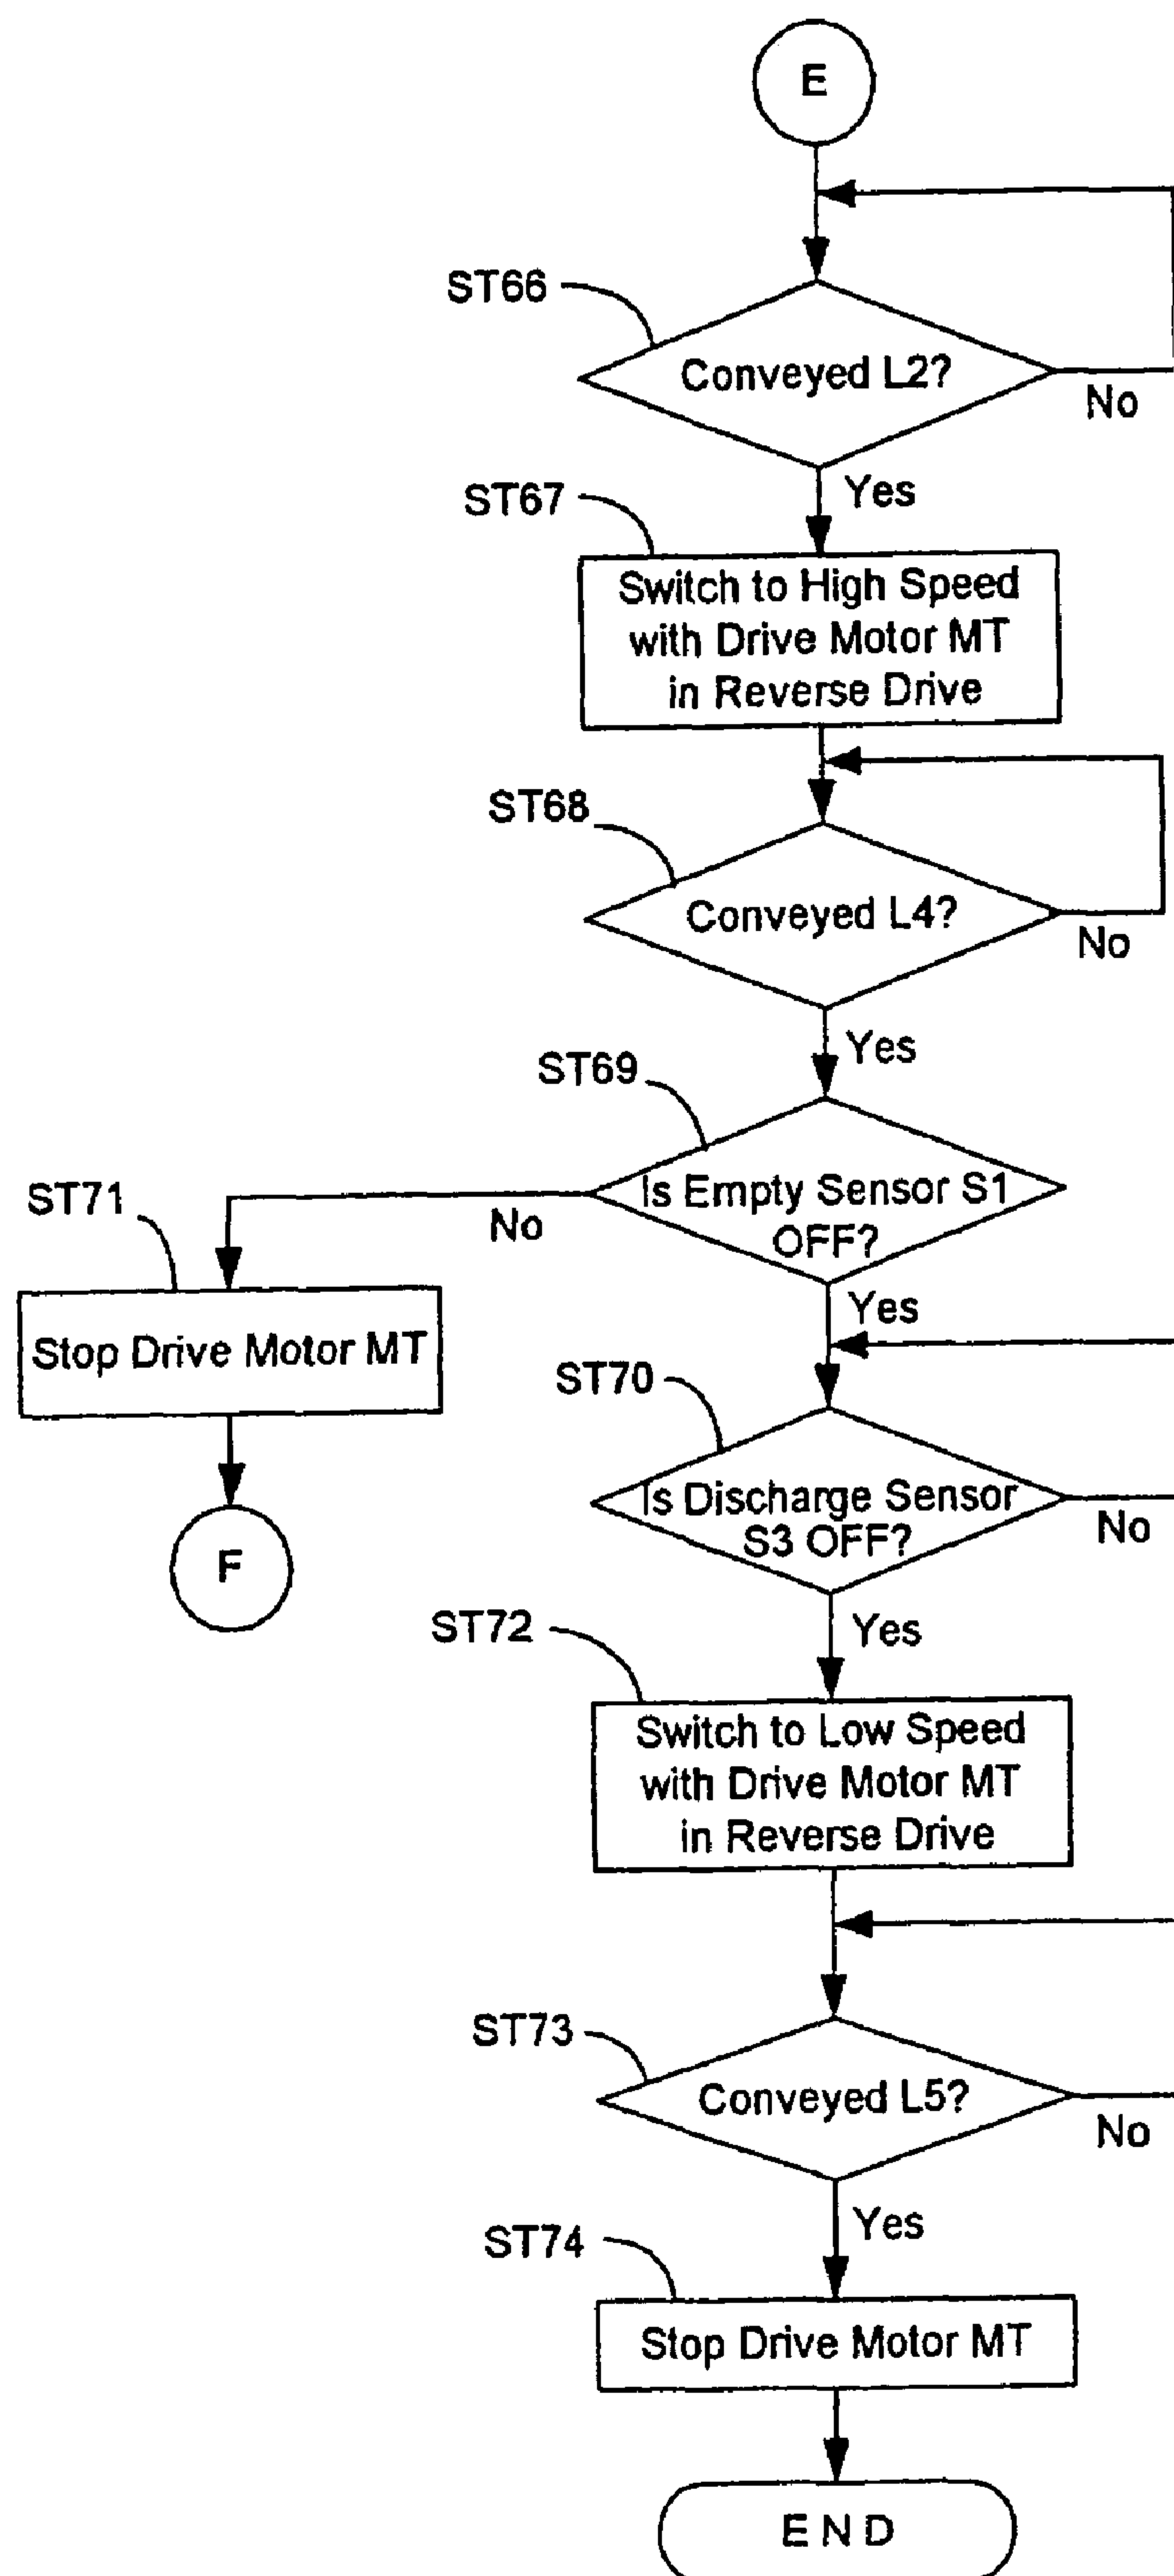 E
ST66
Conveyed L2?
No
Yes
ST67
Switch to High Speed
with Drive Motor MT
in Reverse Drive
ST68
Conveyed L4?
No
Yes
ST69
Is Empty Sensor S1
OFF?
No
Yes
ST71
Stop Drive Motor MT
F
ST70
Is Discharge Sensor
S3 OFF?
No
Yes
ST72
Switch to Low Speed
with Drive Motor MT
in Reverse Drive
ST73
Conveyed L5?
No
Yes
ST74
Stop Drive Motor MT
END